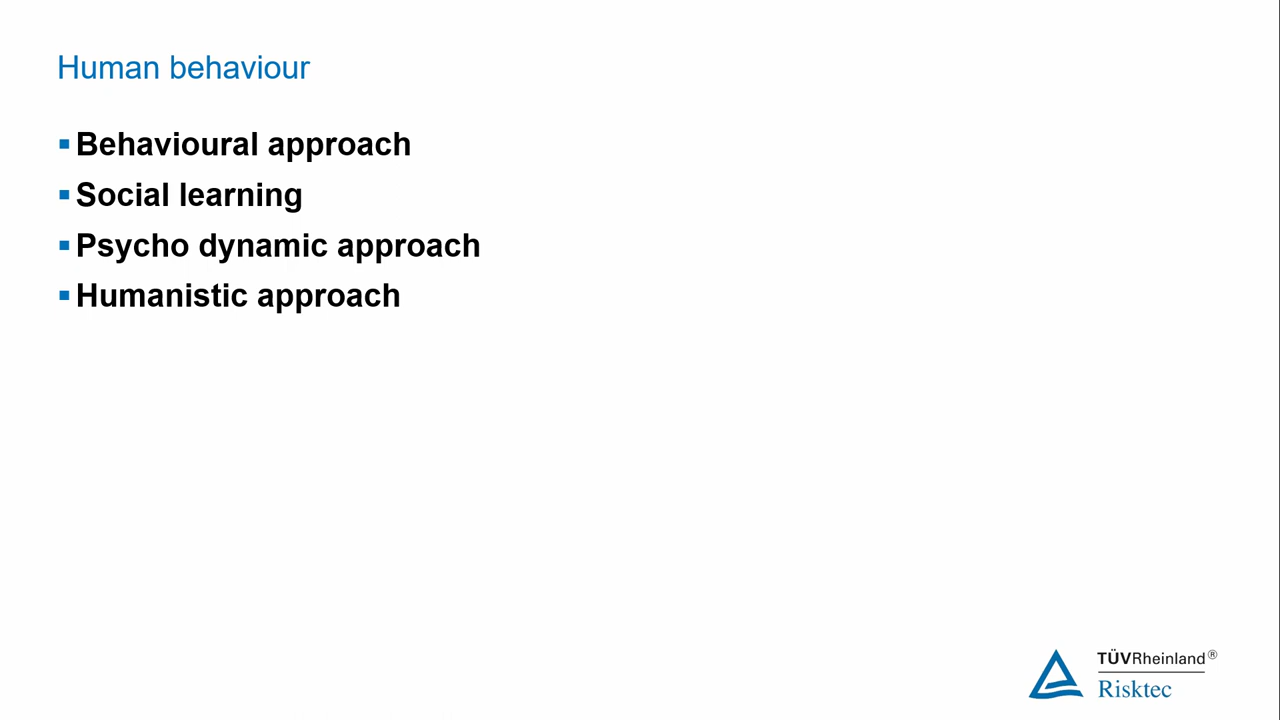 Human behaviour
Behavioural approach
Social learning
Psycho dynamic approach
Humanistic approach
TÜVRheinland®
Risktec